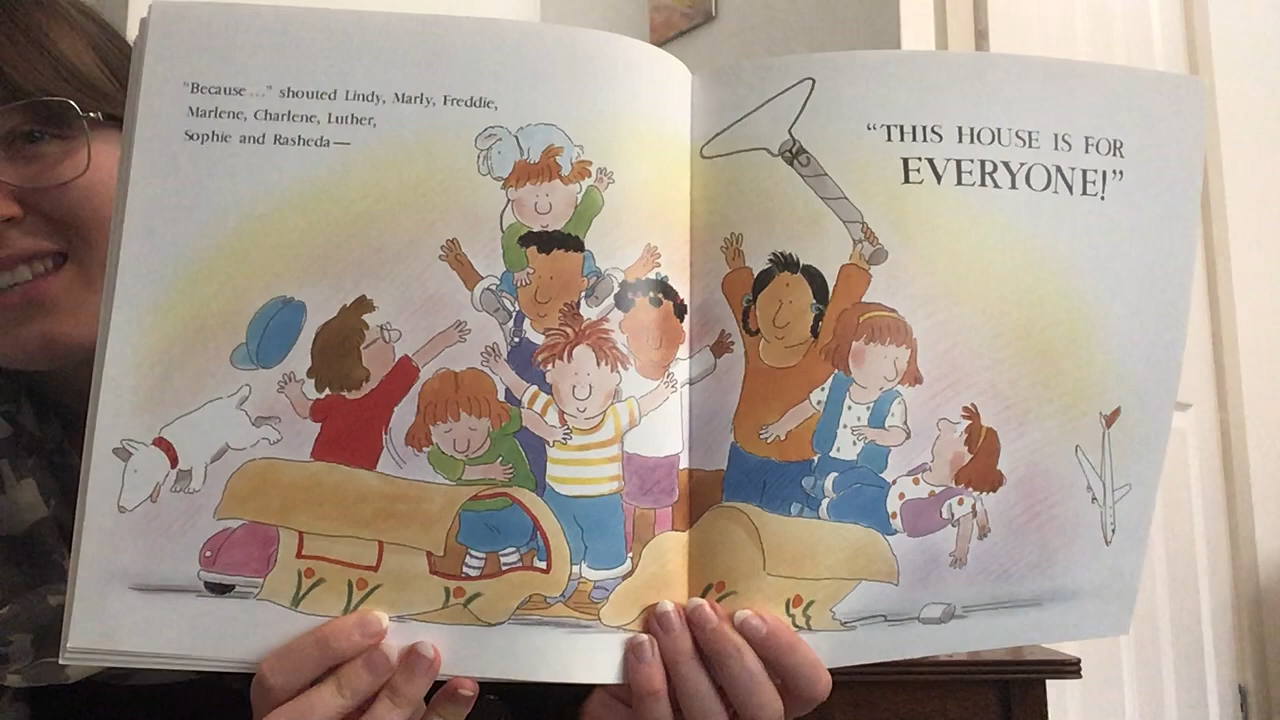 "Because..." shouted Lindy, Marly, Freddie,
Marlene, Charlene, Luther,
Sophie and Rasheda—
"THIS HOUSE IS FOR
EVERYONE!"